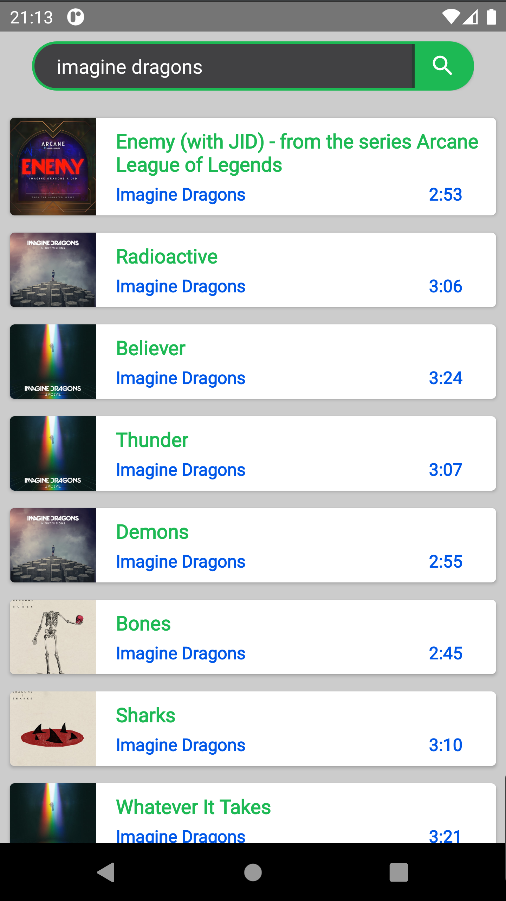 21:13
imagine dragons
ARCANE
ENEMY
Enemy (with JID) - from the series Arcane
League of Legends
Imagine Dragons 2:53
IMAGINE DRAGONS
Radioactive
Imagine Dragons 3:06
IMAGINE DRAGONS
Believer
Imagine Dragons 3:24
IMAGINE DRAGONS
Thunder
Imagine Dragons 3:07
IMAGINE DRAGONS
Demons
Imagine Dragons 2:55
Bones
Imagine Dragons 2:45
Sharks
Imagine Dragons 3:10
Whatever It Takes
Imagine Dragons 3:21